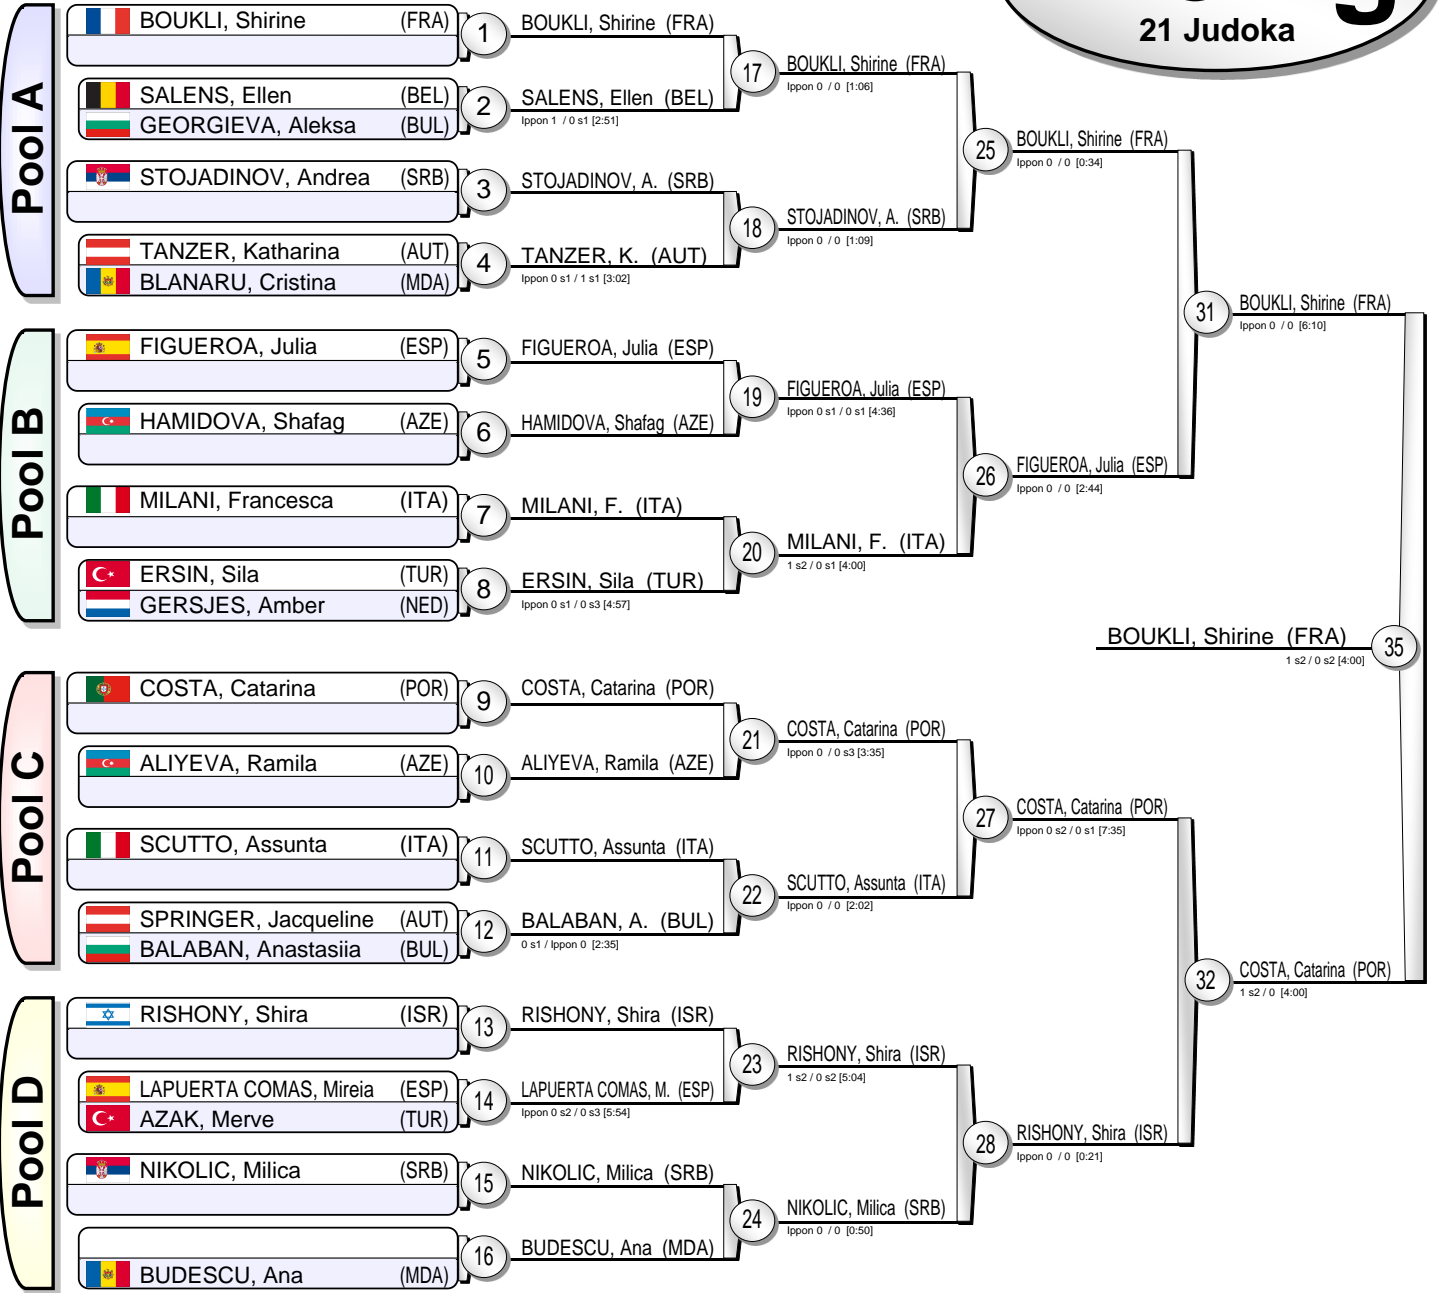 21 Judoka
Pool A
BOUKLI, Shirine (FRA)
SALENS, Ellen (BEL)
GEORGIEVA, Aleksa (BUL)
STOJADINOV, Andrea (SRB)
TANZER, Katharina (AUT)
BLANARU, Cristina (MDA)
1
2
3
4
BOUKLI, Shirine (FRA)
SALENS, Ellen (BEL)
Ippon 1 / 0 s1 [2:51]
STOJADINOV, A. (SRB)
TANZER, K. (AUT)
Ippon 0 s1 / 1 s1 [3:02]
17
BOUKLI, Shirine (FRA)
Ippon 0 / 0 [1:06]
18
STOJADINOV, A. (SRB)
Ippon 0 / 0 [1:09]
25
BOUKLI, Shirine (FRA)
Ippon 0 / 0 [0:34]
Pool B
FIGUEROA, Julia (ESP)
HAMIDOVA, Shafag (AZE)
MILANI, Francesca (ITA)
ERSIN, Sila (TUR)
GERSJES, Amber (NED)
5
6
7
8
FIGUEROA, Julia (ESP)
HAMIDOVA, Shafag (AZE)
MILANI, F. (ITA)
ERSIN, Sila (TUR)
Ippon 0 s1 / 0 s3 [4:57]
19
FIGUEROA, Julia (ESP)
Ippon 0 s1 / 0 s1 [4:36]
20
MILANI, F. (ITA)
1 s2 / 0 s1 [4:00]
26
FIGUEROA, Julia (ESP)
Ippon 0 / 0 [2:44]
31
BOUKLI, Shirine (FRA)
Ippon 0 / 0 [6:10]
BOUKLI, Shirine (FRA)
1 s2 / 0 s2 [4:00]
35
Pool C
COSTA, Catarina (POR)
ALIYEVA, Ramila (AZE)
SCUTTO, Assunta (ITA)
SPRINGER, Jacqueline (AUT)
BALABAN, Anastasiia (BUL)
9
10
11
12
COSTA, Catarina (POR)
ALIYEVA, Ramila (AZE)
SCUTTO, Assunta (ITA)
BALABAN, A. (BUL)
0 s1 / Ippon 0 [2:35]
21
COSTA, Catarina (POR)
Ippon 0 / 0 s3 [3:35]
22
SCUTTO, Assunta (ITA)
Ippon 0 / 0 [2:02]
27
COSTA, Catarina (POR)
Ippon 0 s2 / 0 s1 [7:35]
Pool D
RISHONY, Shira (ISR)
LAPUERTA COMAS, Mireia (ESP)
AZAK, Merve (TUR)
NIKOLIC, Milica (SRB)
BUDESCU, Ana (MDA)
13
14
15
16
RISHONY, Shira (ISR)
LAPUERTA COMAS, M. (ESP)
Ippon 0 s2 / 0 s3 [5:54]
NIKOLIC, Milica (SRB)
BUDESCU, Ana (MDA)
23
RISHONY, Shira (ISR)
1 s2 / 0 s2 [5:04]
24
NIKOLIC, Milica (SRB)
Ippon 0 / 0 [0:50]
28
RISHONY, Shira (ISR)
Ippon 0 / 0 [0:21]
32
COSTA, Catarina (POR)
1 s2 / 0 [4:00]